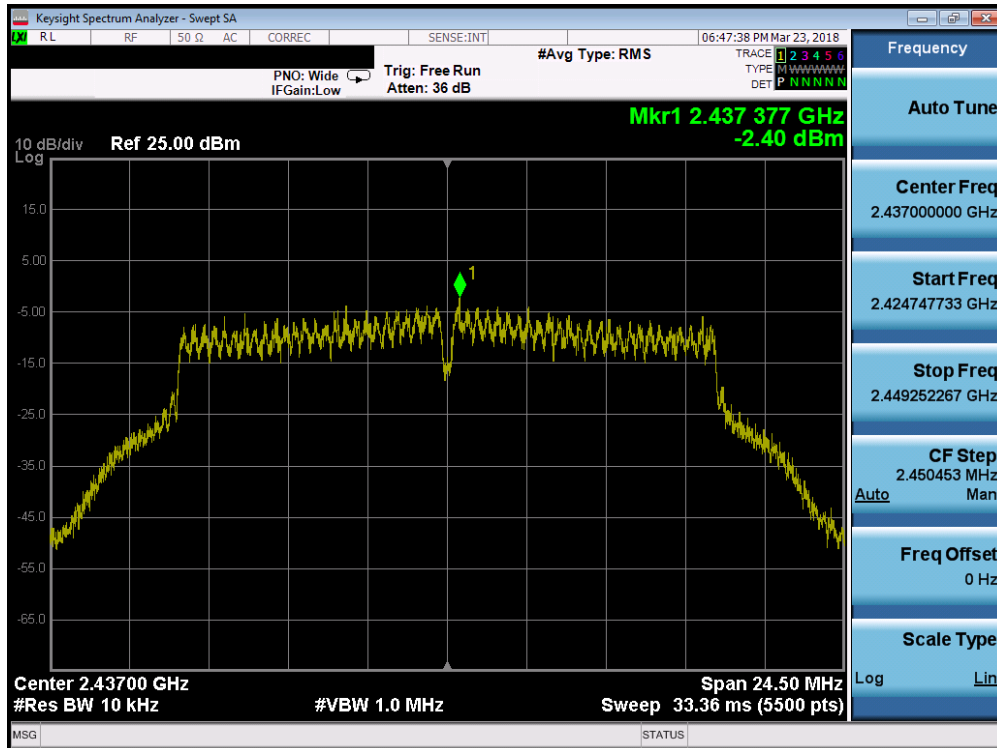 Keysight Spectrum Analyzer - Swept SA
LXI RL RF 50 Ω AC CORREC SENSE:INT 06:47:38 PM Mar 23, 2018
#Avg Type: RMS
TRACE 1 2 3 4 5 6
PNO: Wide Trig: Free Run
TYPE M WWWWW
IFGain:Low Atten: 36 dB
DET P N N N N N
Mkr1 2.437 377 GHz
-2.40 dBm
10 dB/div Ref 25.00 dBm
Log
15.0
5.00
1
-5.00
-15.0
-25.0
-35.0
-45.0
-55.0
-65.0
Center 2.43700 GHz Span 24.50 MHz
#Res BW 10 kHz #VBW 1.0 MHz Sweep 33.36 ms (5500 pts)
MSG STATUS
Frequency
Auto Tune
Center Freq
2.437000000 GHz
Start Freq
2.424747733 GHz
Stop Freq
2.449252267 GHz
CF Step
2.450453 MHz
Auto Man
Freq Offset
0 Hz
Scale Type
Log Lin